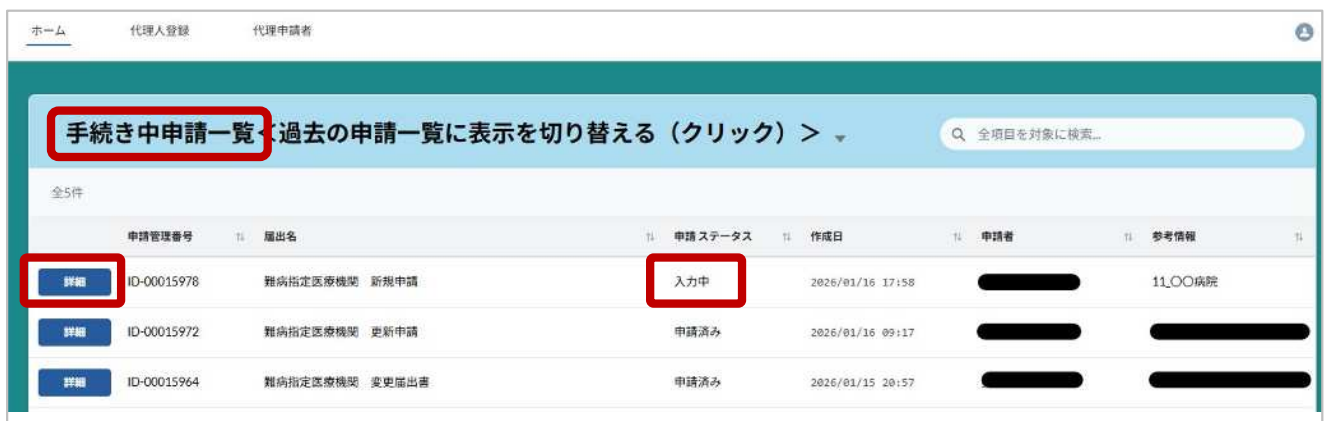 ホーム 代理人登録 代理申請者
手続き中申請一覧＜過去の申請一覧に表示を切り替える（クリック）＞
全項目を対象に検索...
全5件
申請管理番号 届出名 申請ステータス 作成日 申請者 参考情報
詳細 ID-00015978 難病指定医療機関 新規申請 入力中 2026/01/16 17:58 11_〇〇病院
詳細 ID-00015972 難病指定医療機関 更新申請 申請済み 2026/01/16 09:17
詳細 ID-00015964 難病指定医療機関 変更届出書 申請済み 2026/01/15 20:57